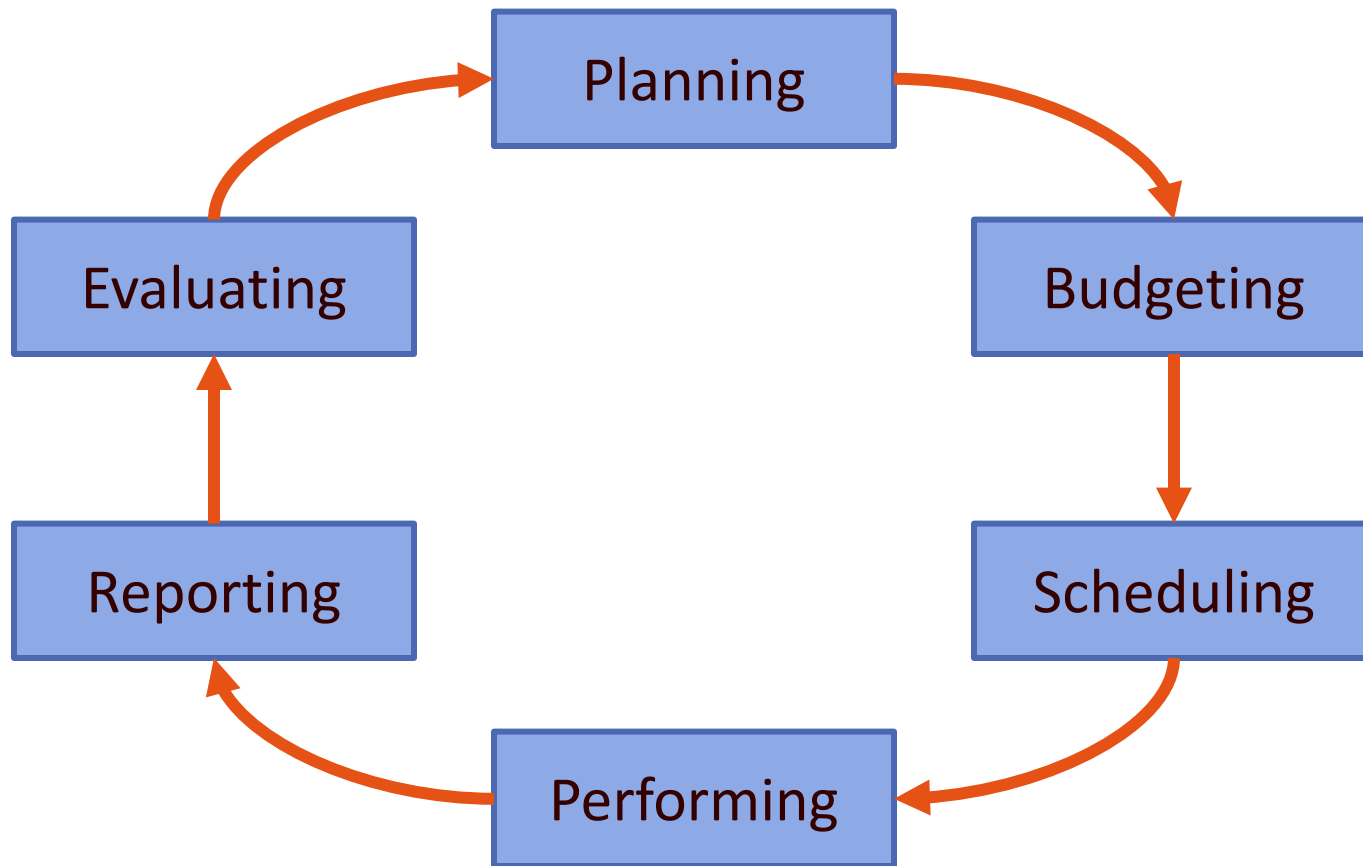 Planning
Budgeting
Scheduling
Performing
Reporting
Evaluating